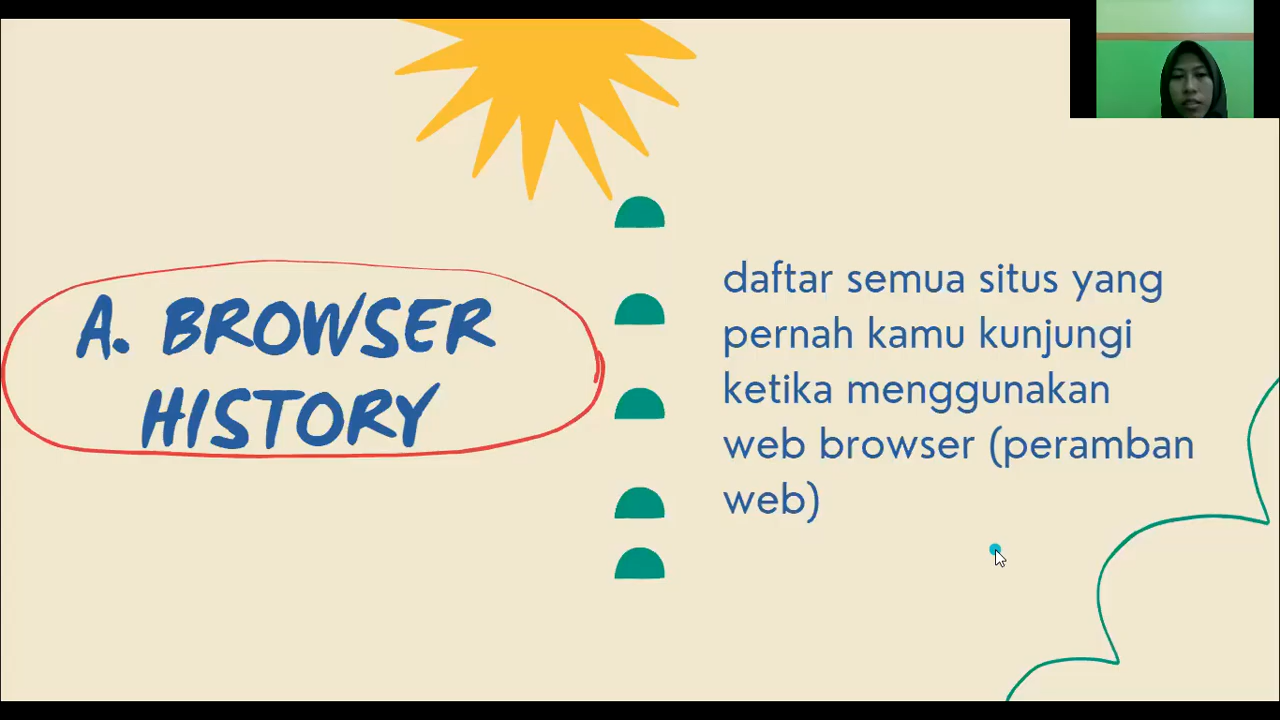 A. BROWSER
HISTORY
daftar semua situs yang
pernah kamu kunjungi
ketika menggunakan
web browser (peramban
web)